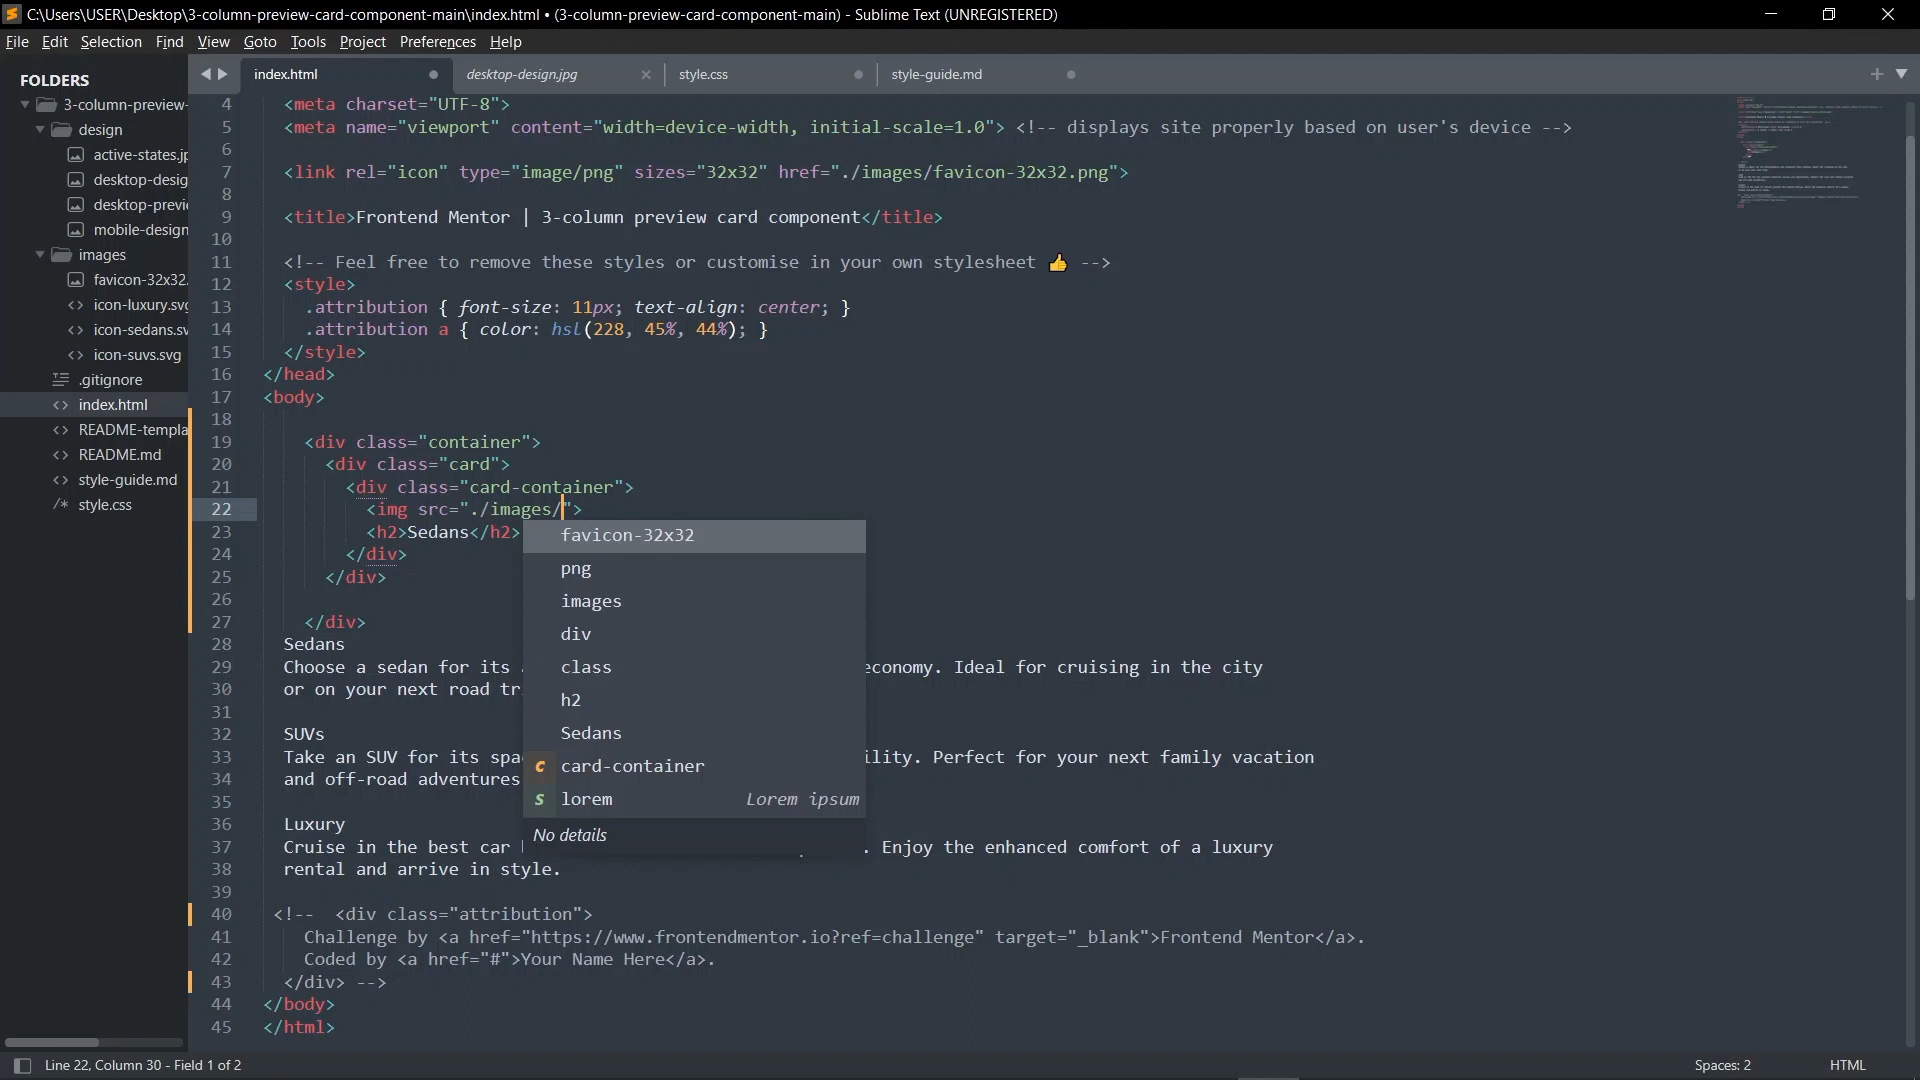 C:\Users\USER\Desktop\3-column-preview-card-component-main\index.html • (3-column-preview-card-component-main) - Sublime Text (UNREGISTERED)
File Edit Selection Find View Goto Tools Project Preferences Help
FOLDERS
3-column-preview-
design
active-states.jp
desktop-desig
desktop-previe
mobile-design
images
favicon-32x32.
icon-luxury.svg
icon-sedans.sv
icon-suvs.svg
.gitignore
index.html
README-templa
README.md
style-guide.md
/* style.css
index.html desktop-design.jpg style.css style-guide.md
4 <meta charset="UTF-8">
5 <meta name="viewport" content="width=device-width, initial-scale=1.0"> <!-- displays site properly based on user's device -->
6
7 <link rel="icon" type="image/png" sizes="32x32" href="./images/favicon-32x32.png">
8
9 <title>Frontend Mentor | 3-column preview card component</title>
10
11 <!-- Feel free to remove these styles or customise in your own stylesheet 👍 -->
12 <style>
13 .attribution { font-size: 11px; text-align: center; }
14 .attribution a { color: hsl(228, 45%, 44%); }
15 </style>
16 </head>
17 <body>
18
19 <div class="container">
20 <div class="card">
21 <div class="card-container">
22 <img src="./images/">
23 <h2>Sedans</h2>
24 </div>
25 </div>
26
27 </div>
28 Sedans
29 Choose a sedan for its economy. Ideal for cruising in the city
30 or on your next road tr
31
32 SUVs
33 Take an SUV for its spa ility. Perfect for your next family vacation
34 and off-road adventures
35
36 Luxury
37 Cruise in the best car . Enjoy the enhanced comfort of a luxury
38 rental and arrive in style.
39
40 <!-- <div class="attribution">
41 Challenge by <a href="https://www.frontendmentor.io?ref=challenge" target="_blank">Frontend Mentor</a>.
42 Coded by <a href="#">Your Name Here</a>.
43 </div> -->
44 </body>
45 </html>
favicon-32x32
png
images
div
class
h2
Sedans
c card-container
s lorem Lorem ipsum
No details
Line 22, Column 30 - Field 1 of 2 Spaces: 2 HTML